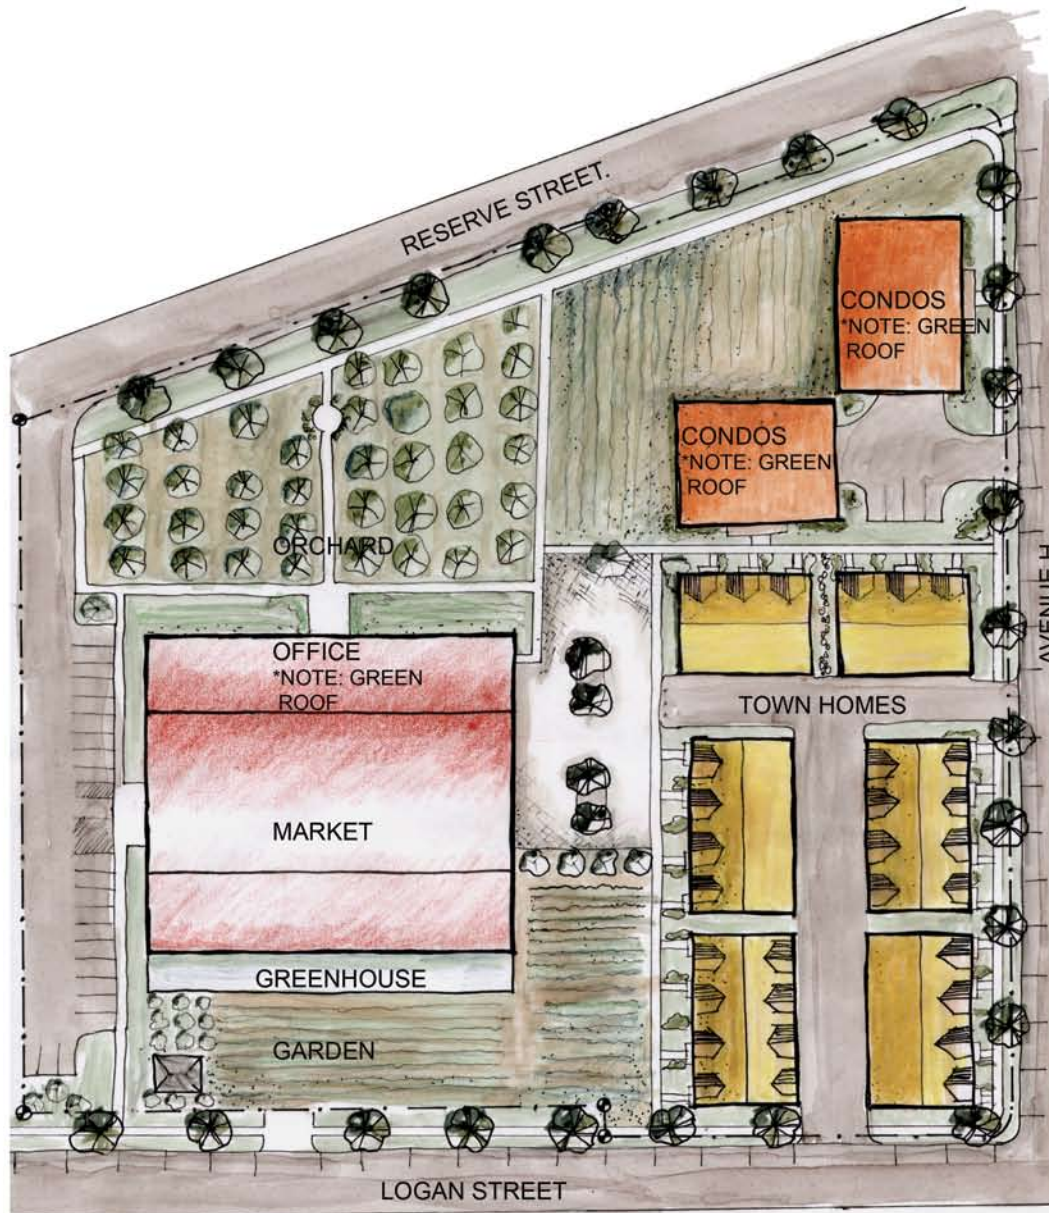 RESERVE STREET.
CONDOS
*NOTE: GREEN
ROOF
CONDOS
*NOTE: GREEN
ROOF
ORCHARD
AVENUE H
OFFICE
*NOTE: GREEN
ROOF
TOWN HOMES
MARKET
GREENHOUSE
GARDEN
LOGAN STREET